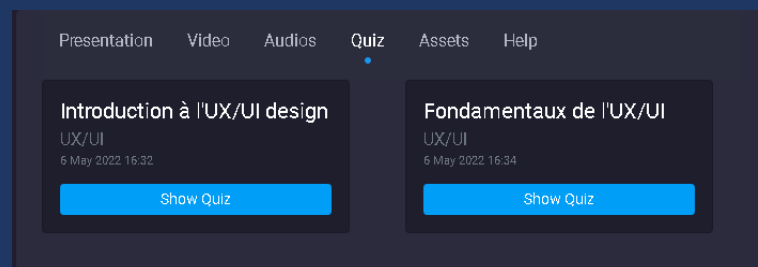 Presentation Video Audios Quiz Assets Help
Introduction à l'UX/UI design
UX/UI
6 May 2022 16:32
Show Quiz
Fondamentaux de l'UX/UI
UX/UI
6 May 2022 16:34
Show Quiz